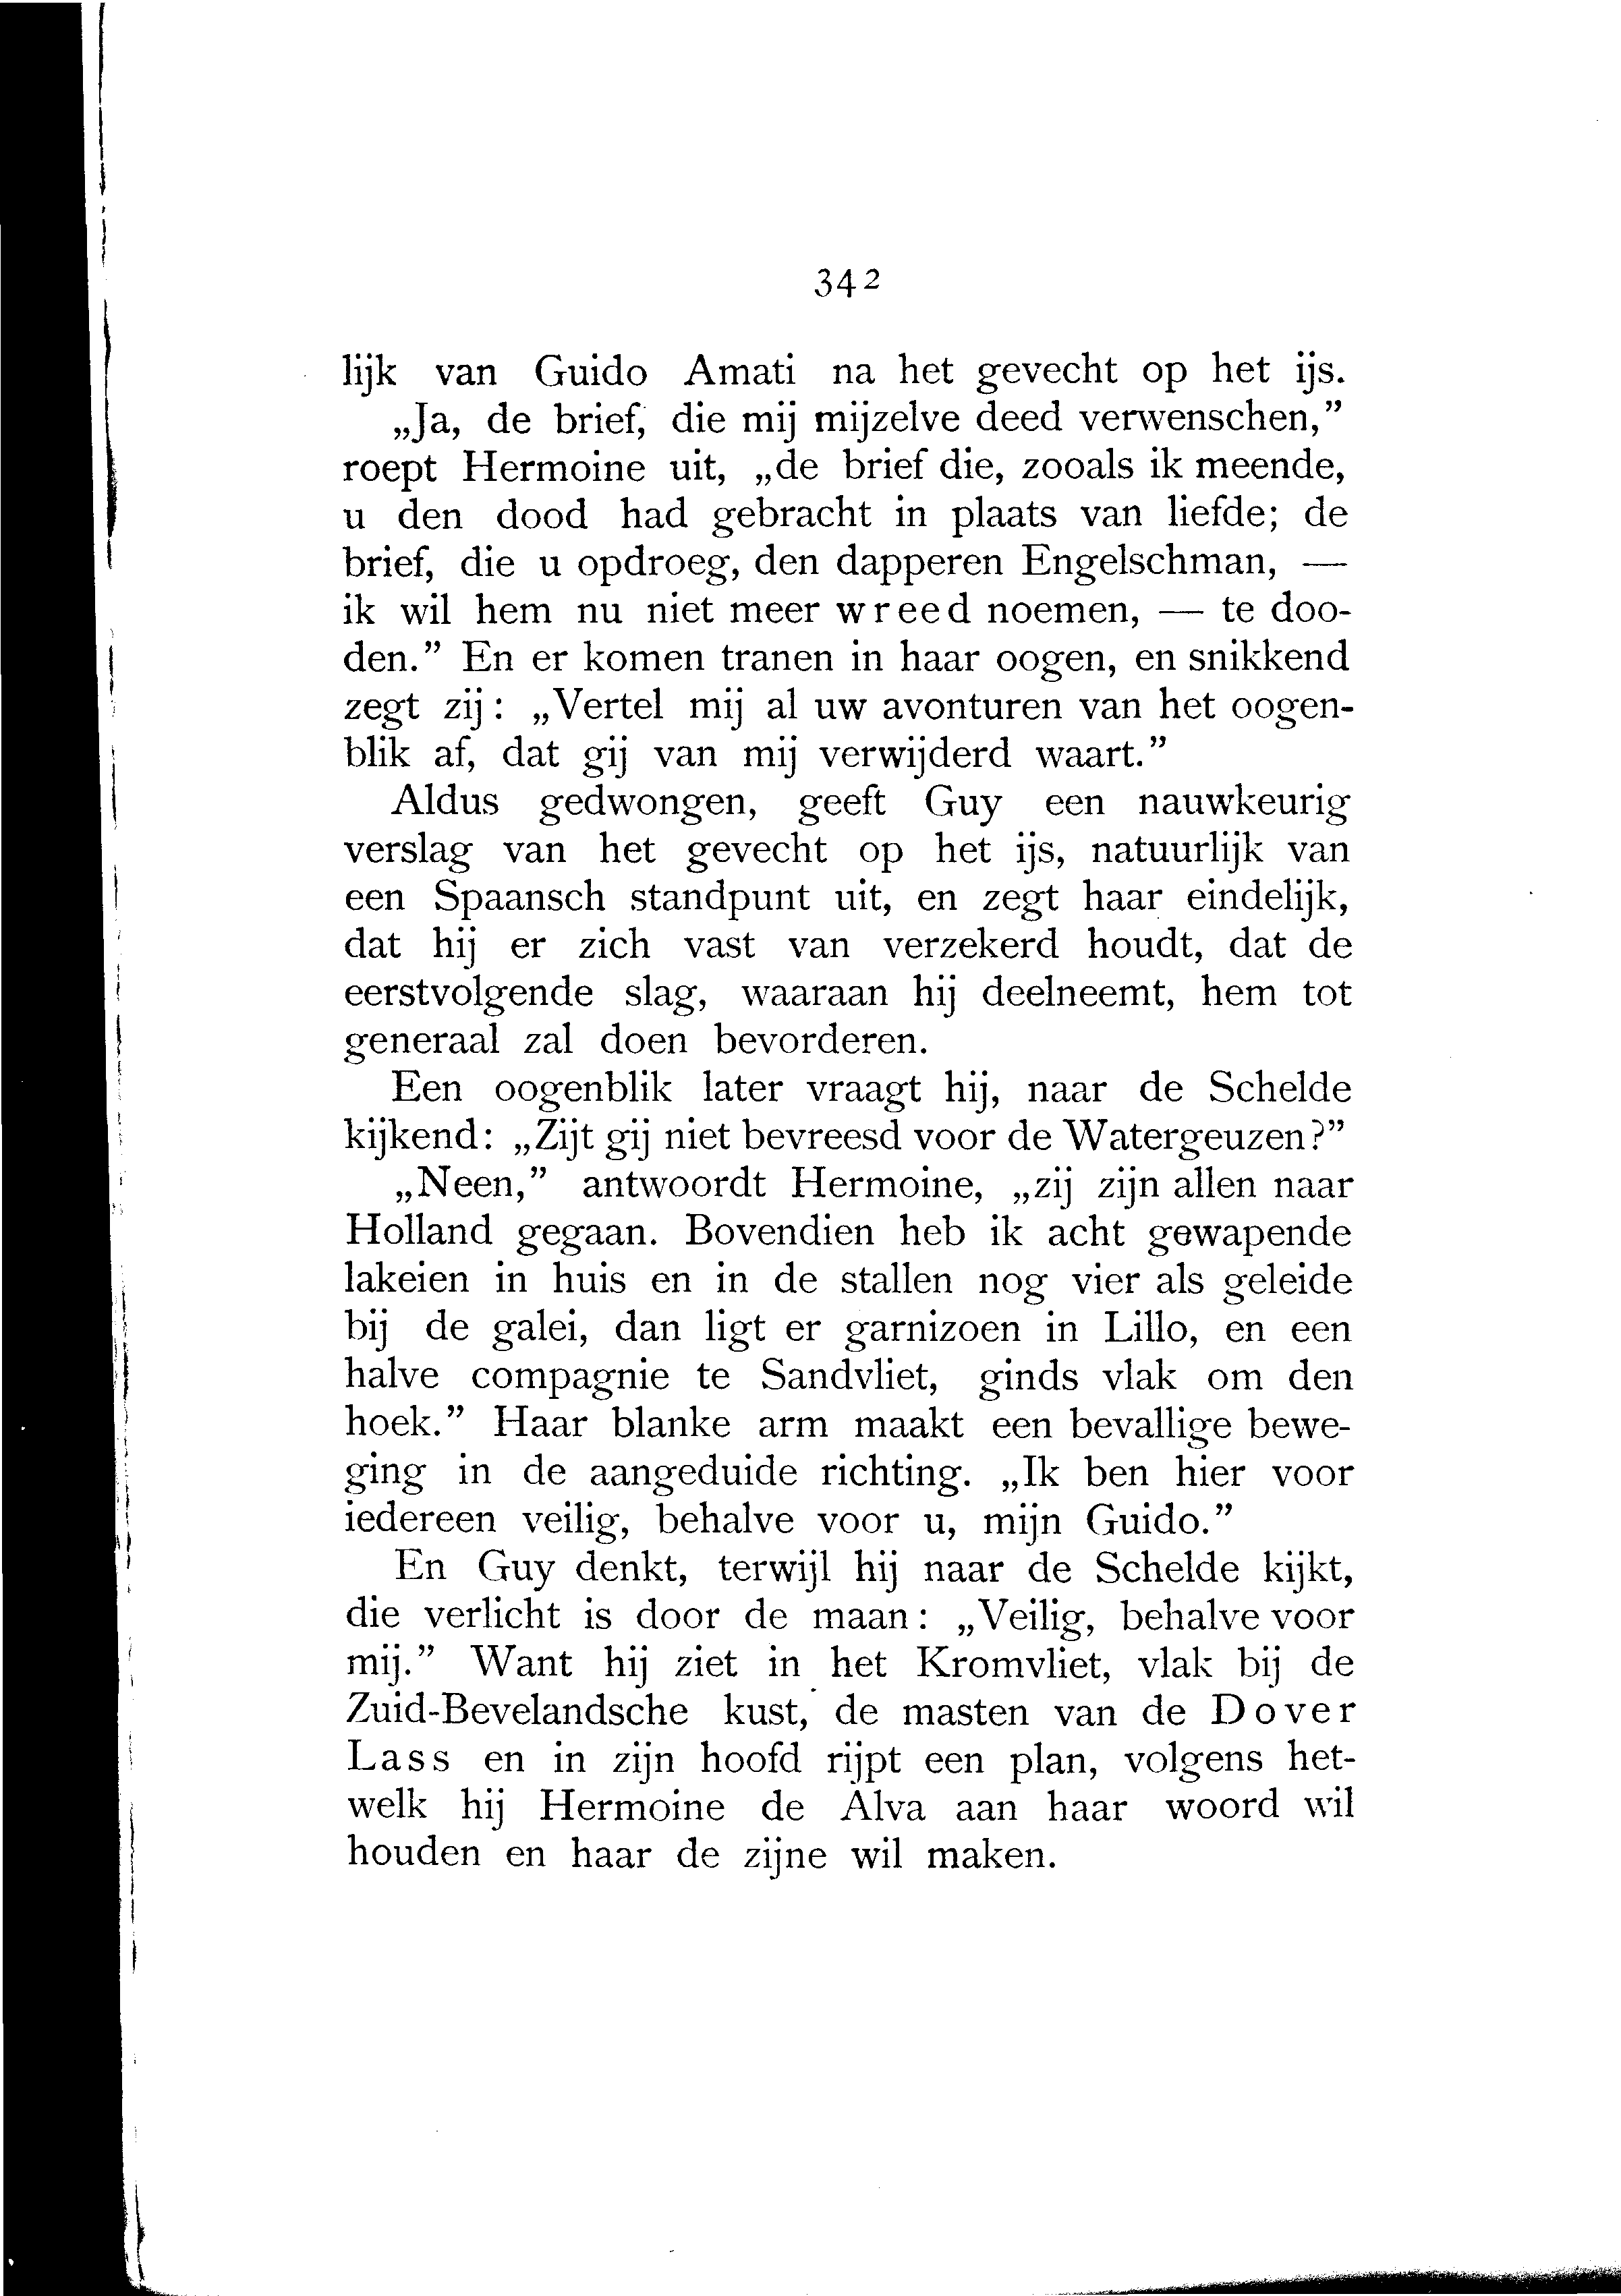 342
lijk van Guido Amati na het gevecht op het ijs.
„Ja, de brief, die mij mijzelve deed verwenschen,”
roept Hermoine uit, „de brief die, zooals ik meende,
u den dood had gebracht in plaats van liefde; de
brief, die u opdroeg, den dapperen Engelschman, —
ik wil hem nu niet meer wreed noemen, — te doo-
den.” En er komen tranen in haar oogen, en snikkend
zegt zij: „Vertel mij al uw avonturen van het oogen-
blik af, dat gij van mij verwijderd waart.”
Aldus gedwongen, geeft Guy een nauwkeurig
verslag van het gevecht op het ijs, natuurlijk van
een Spaansch standpunt uit, en zegt haar eindelijk,
dat hij er zich vast van verzekerd houdt, dat de
eerstvolgende slag, waaraan hij deelneemt, hem tot
generaal zal doen bevorderen.
Een oogenblik later vraagt hij, naar de Schelde
kijkend: „Zijt gij niet bevreesd voor de Watergeuzen?”
„Neen,” antwoordt Hermoine, „zij zijn allen naar
Holland gegaan. Bovendien heb ik acht gewapende
lakeien in huis en in de stallen nog vier als geleide
bij de galei, dan ligt er garnizoen in Lillo, en een
halve compagnie te Sandvliet, ginds vlak om den
hoek.” Haar blanke arm maakt een bevallige bewe-
ging in de aangeduide richting. „Ik ben hier voor
iedereen veilig, behalve voor u, mijn Guido.”
En Guy denkt, terwijl hij naar de Schelde kijkt,
die verlicht is door de maan: „Veilig, behalve voor
mij.” Want hij ziet in het Kromvliet, vlak bij de
Zuid-Bevelandsche kust, de masten van de Dover
Lass en in zijn hoofd rijpt een plan, volgens het-
welk hij Hermoine de Alva aan haar woord wil
houden en haar de zijne wil maken.